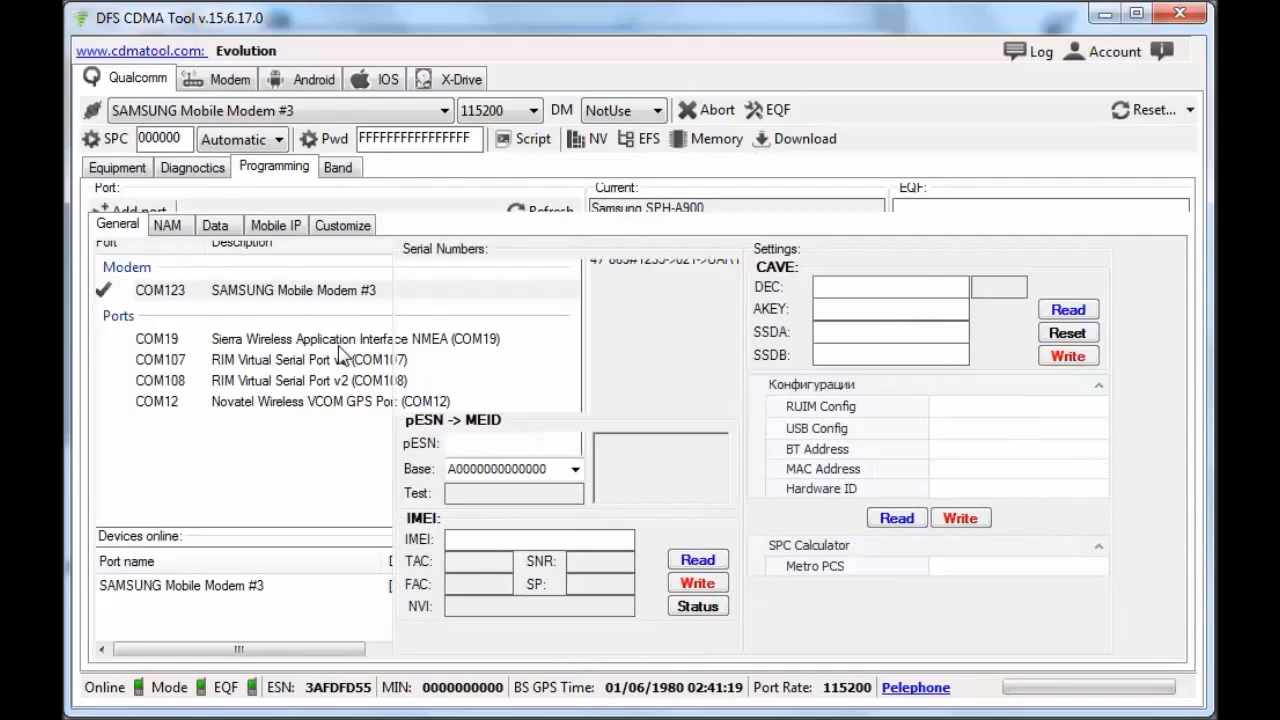 DFS CDMA Tool v.15.6.17.0
www.cdmatool.com: Evolution Log Account
Qualcomm Modem Android IOS X-Drive
SAMSUNG Mobile Modem #3 115200 DM NotUse Abort EQF Reset...
SPC 000000 Automatic Pwd FFFFFFFFFFFFFFFF Script NV EFS Memory Download
Equipment Diagnostics Programming Band
Port: Current: EQF:
Add port Refresh Samsung SPH-A900
General NAM Data Mobile IP Customize
Port Description Serial Numbers: Settings:
Modem CAVE:
COM123 SAMSUNG Mobile Modem #3 DEC:
Ports AKEY: Read
COM19 Sierra Wireless Application Interface NMEA (COM19) SSDA: Reset
COM107 RIM Virtual Serial Port (COM107) SSDB: Write
COM108 RIM Virtual Serial Port v2 (COM108) Конфигурации
COM12 Novatel Wireless VCOM GPS Port (COM12) RUIM Config
pESN -> MEID USB Config
pESN: BT Address
Base: A0000000000000 MAC Address
Test: Hardware ID
IMEI: Read Write
Devices online: IMEI: SPC Calculator
Port name TAC: SNR: Read Metro PCS
SAMSUNG Mobile Modem #3 FAC: SP: Write
NVI: Status
Online Mode EQF ESN: 3AFDFD55 MIN: 0000000000 BS GPS Time: 01/06/1980 02:41:19 Port Rate: 115200 Pelephone